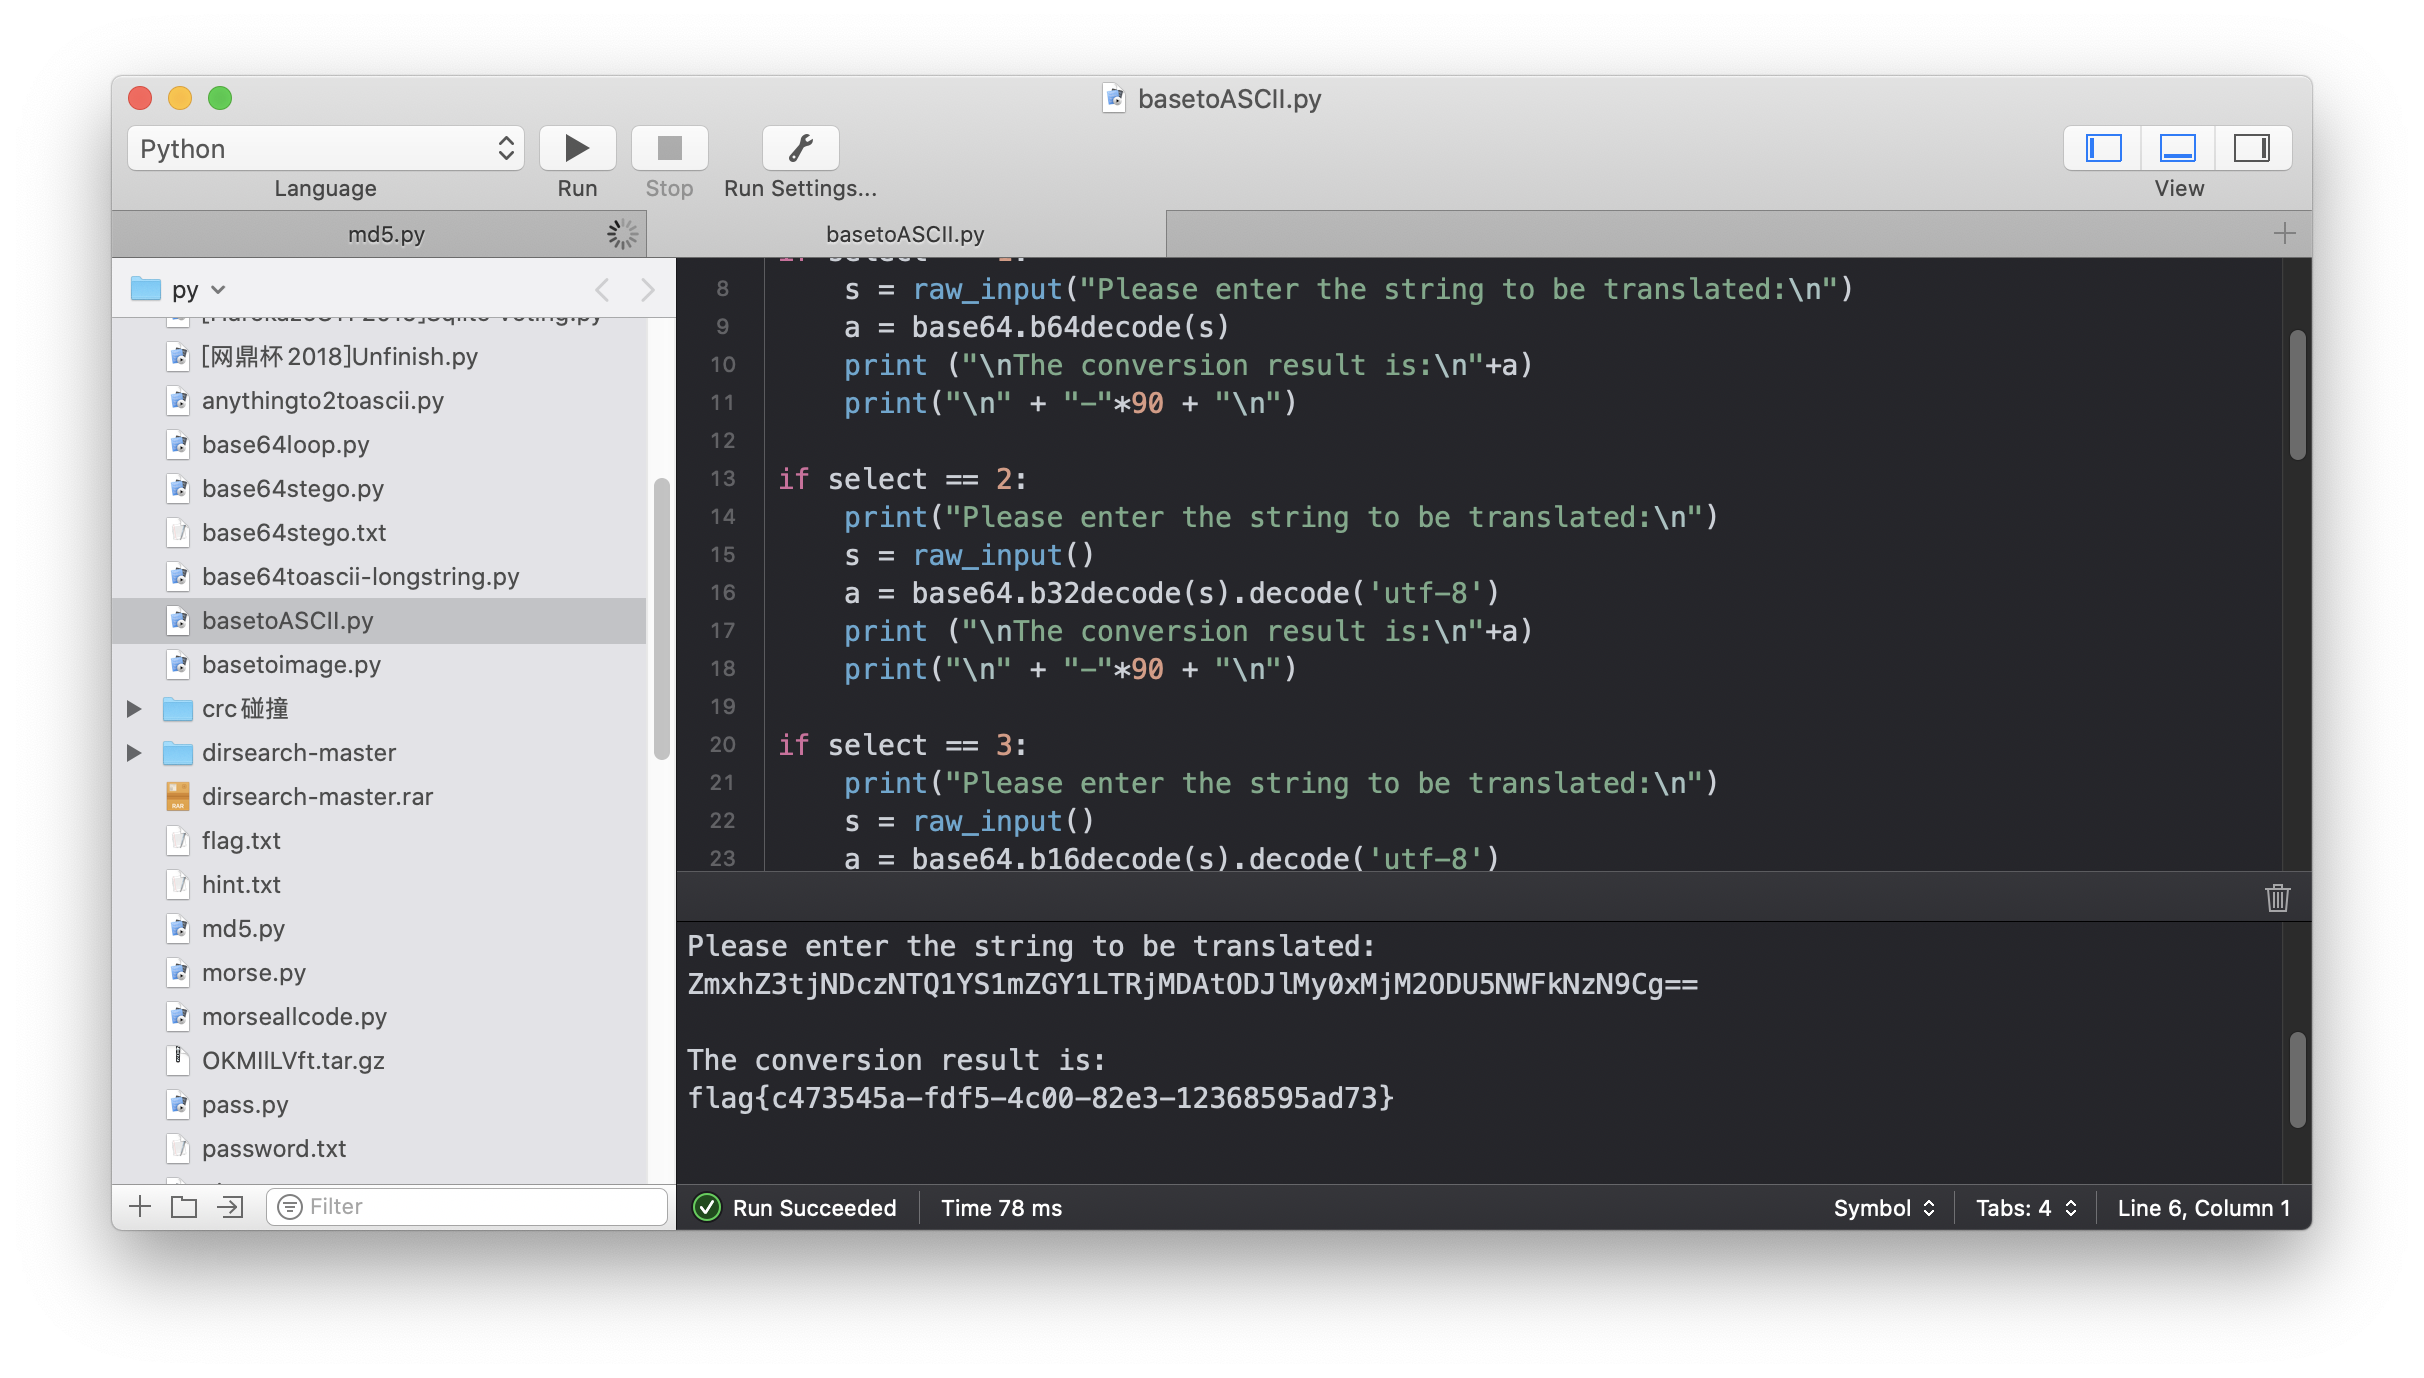 basetoASCII.py
Python
Language
Run
Stop
Run Settings...
View
md5.py
basetoASCII.py
py
[网鼎杯2018]Unfinish.py
anythingto2toascii.py
base64loop.py
base64stego.py
base64stego.txt
base64toascii-longstring.py
basetoASCII.py
basetoimage.py
crc碰撞
dirsearch-master
dirsearch-master.rar
flag.txt
hint.txt
md5.py
morse.py
morseallcode.py
OKMIlLVft.tar.gz
pass.py
password.txt
Filter
8 s = raw_input("Please enter the string to be translated:\n")
9 a = base64.b64decode(s)
10 print ("\nThe conversion result is:\n"+a)
11 print("\n" + "-"*90 + "\n")
12
13 if select == 2:
14 print("Please enter the string to be translated:\n")
15 s = raw_input()
16 a = base64.b32decode(s).decode('utf-8')
17 print ("\nThe conversion result is:\n"+a)
18 print("\n" + "-"*90 + "\n")
19
20 if select == 3:
21 print("Please enter the string to be translated:\n")
22 s = raw_input()
23 a = base64.b16decode(s).decode('utf-8')
Please enter the string to be translated:
ZmxhZ3tjNDczNTQ1YS1mZGY1LTRjMDAtODJlMy0xMjM2ODU5NWFkNzN9Cg==
The conversion result is:
flag{c473545a-fdf5-4c00-82e3-12368595ad73}
Run Succeeded
Time 78 ms
Symbol
Tabs: 4
Line 6, Column 1